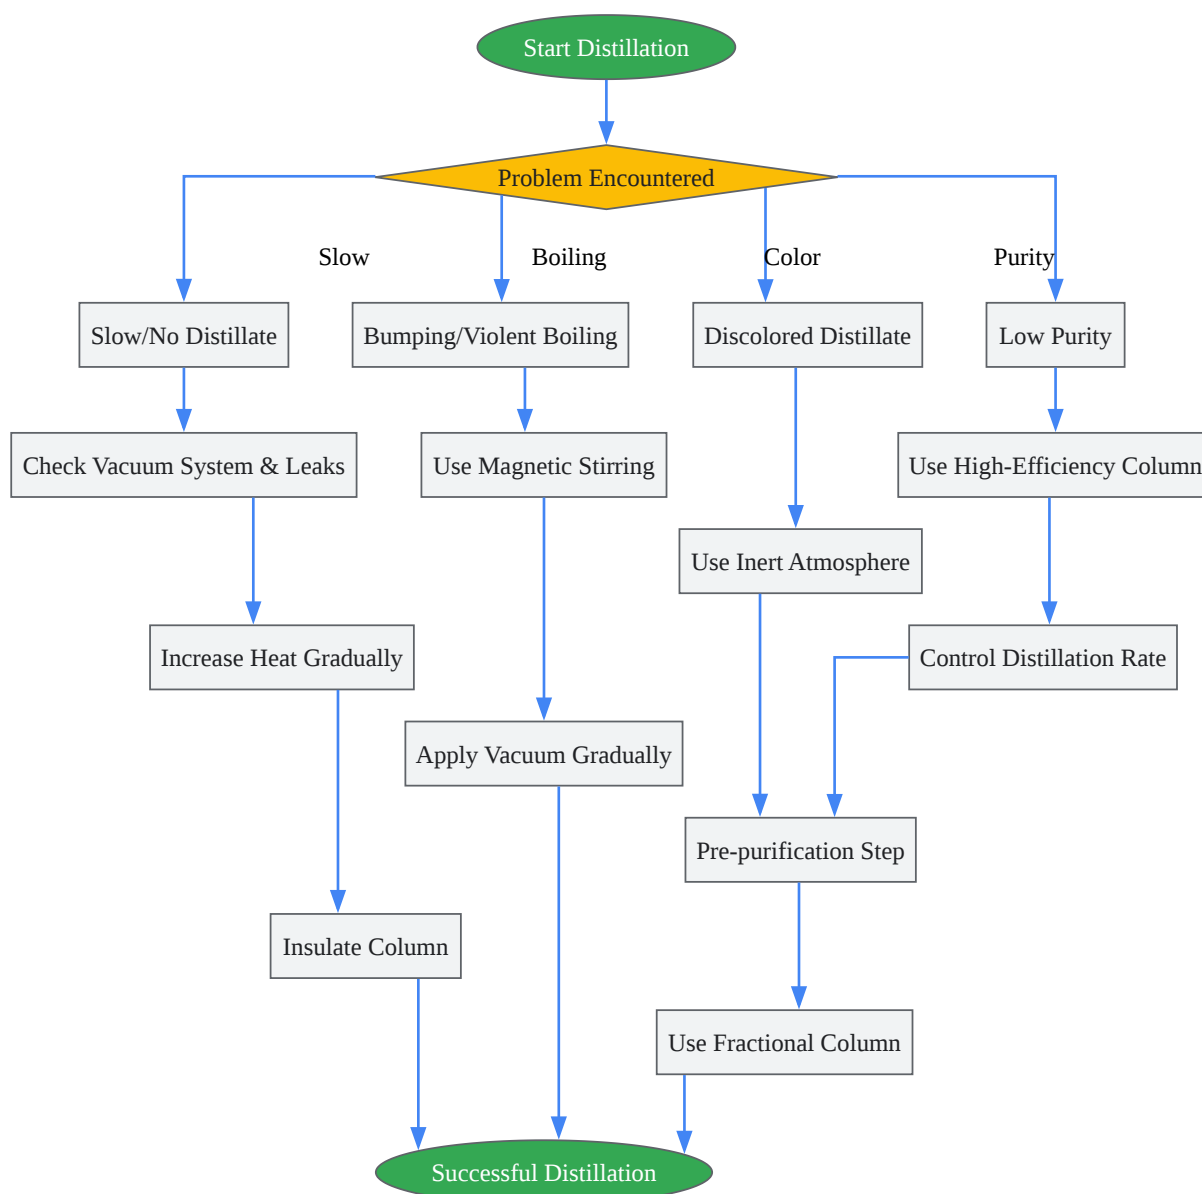 Start Distillation
Problem Encountered
Slow
Boiling
Color
Purity
Slow/No Distillate
Bumping/Violent Boiling
Discolored Distillate
Low Purity
Check Vacuum System & Leaks
Use Magnetic Stirring
Use High-Efficiency Column
Use Inert Atmosphere
Increase Heat Gradually
Control Distillation Rate
Apply Vacuum Gradually
Pre-purification Step
Insulate Column
Use Fractional Column
Successful Distillation